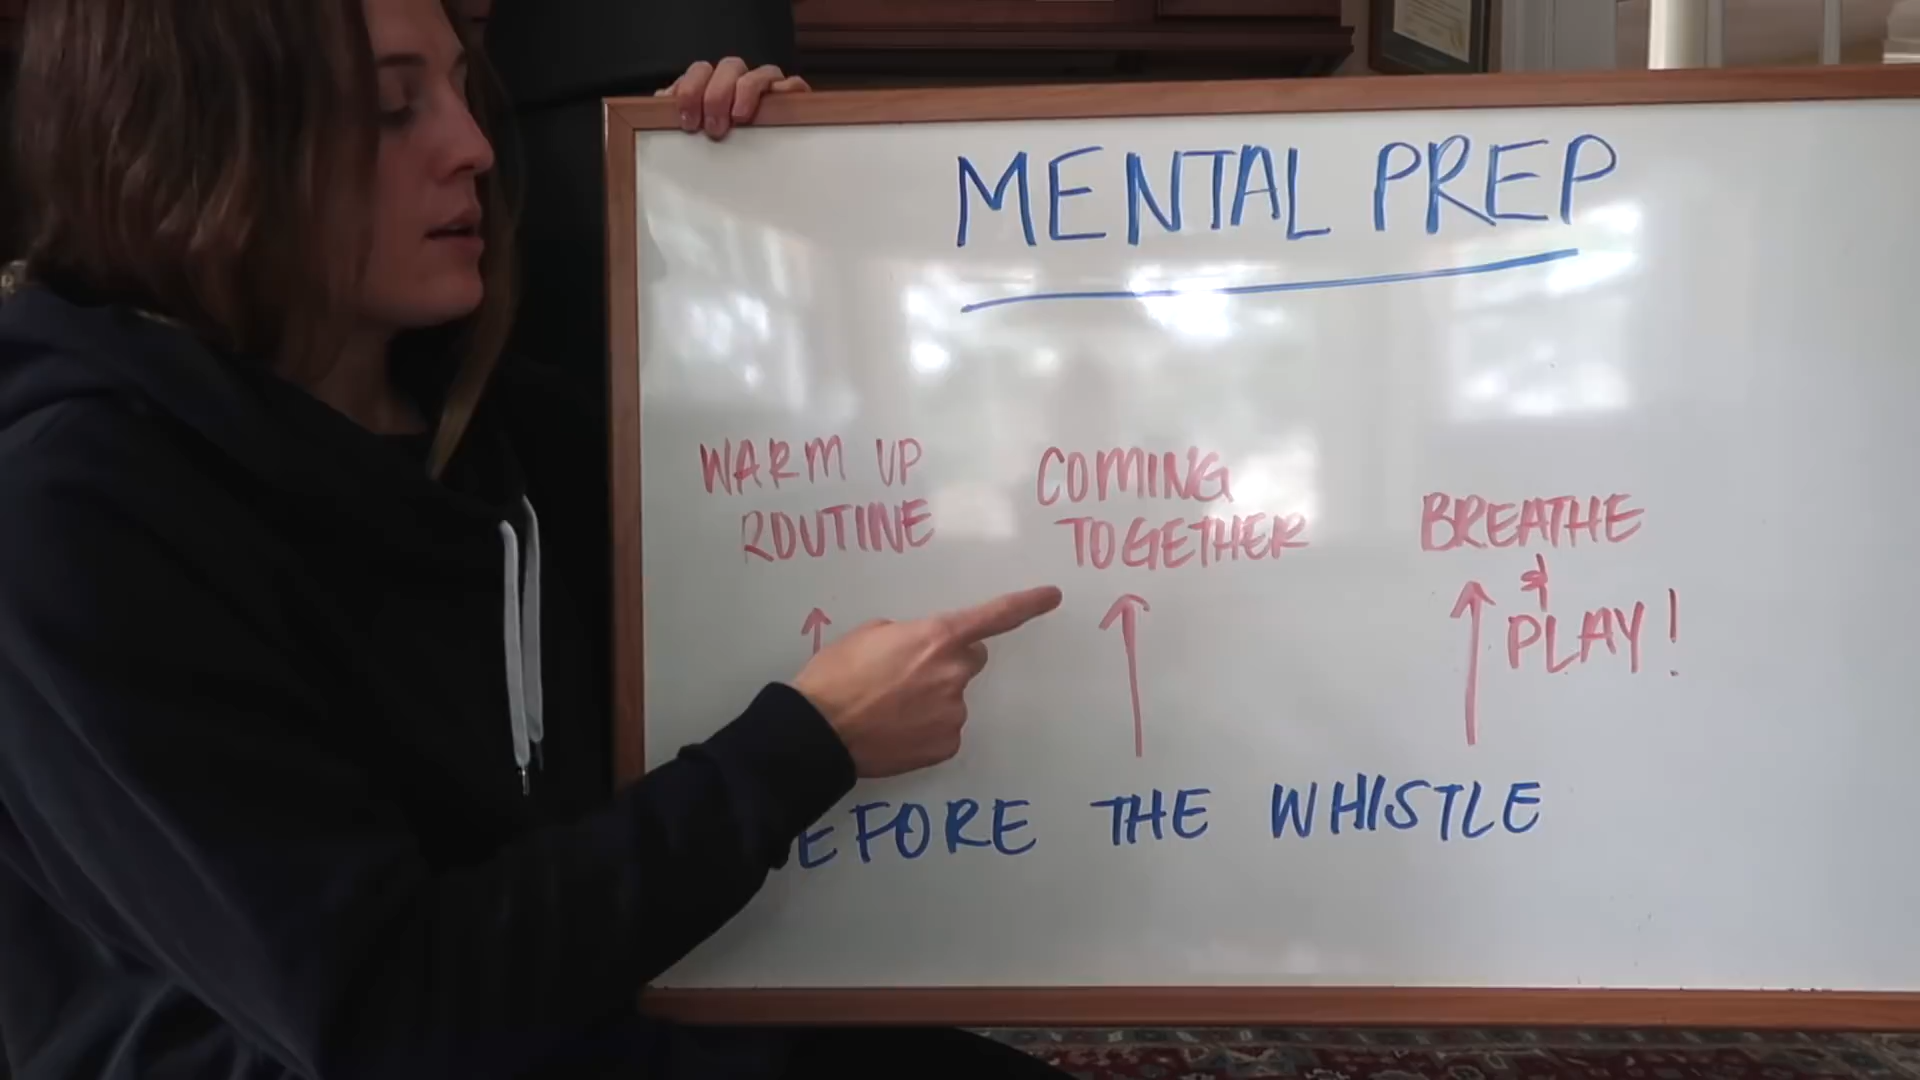 MENTAL PREP
WARM UP
ROUTINE
COMING
TOGETHER
BREATHE
&
PLAY!
EFORE THE WHISTLE